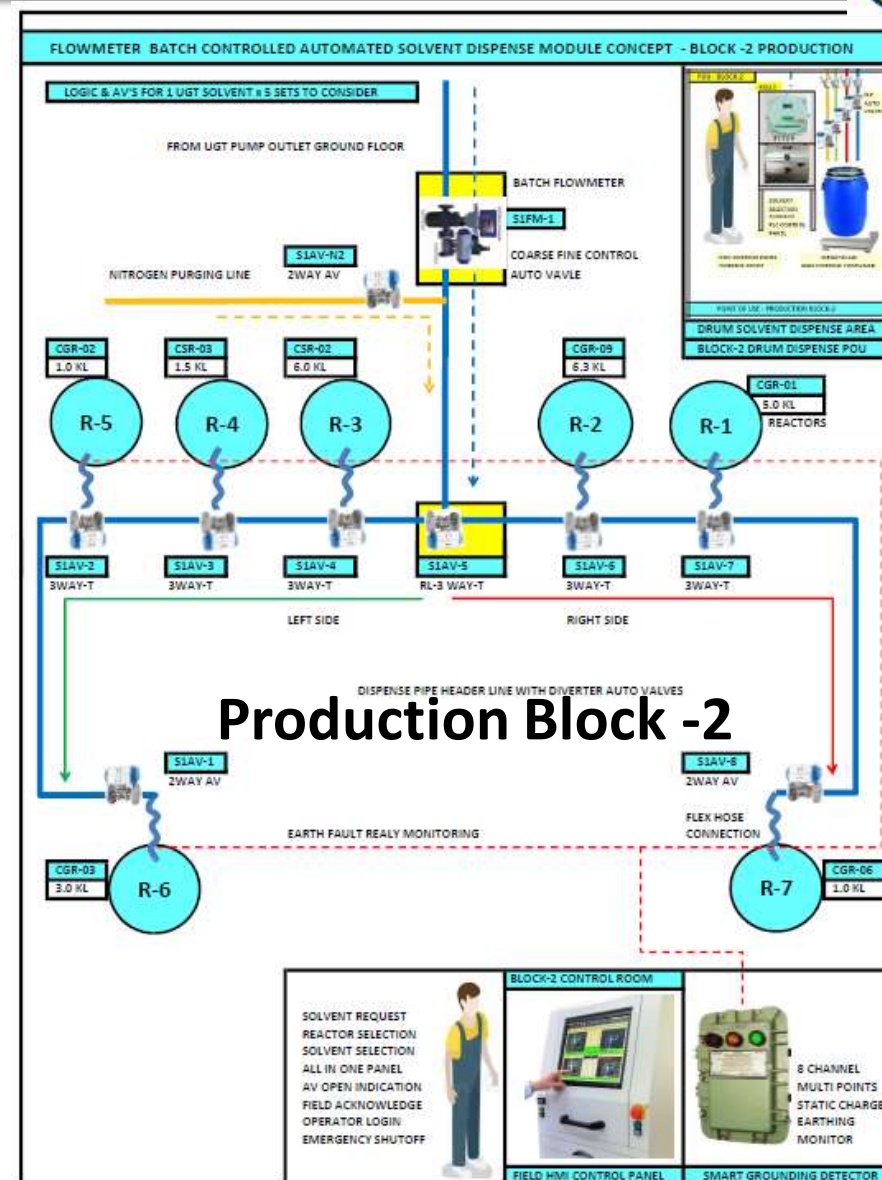 FLOWMETER BATCH CONTROLLED AUTOMATED SOLVENT DISPENSE MODULE CONCEPT - BLOCK -2 PRODUCTION
LOGIC & AV'S FOR 1 UGT SOLVENT x 5 SETS TO CONSIDER
FROM UGT PUMP OUTLET GROUND FLOOR
BATCH FLOWMETER
S1FM-1
COARSE FINE CONTROL
AUTO VAVLE
S1AV-N2
2WAY AV
NITROGEN PURGING LINE
DRUM SOLVENT DISPENSE AREA
BLOCK-2 DRUM DISPENSE POU
CGR-02
1.0 KL
R-5
CSR-03
1.5 KL
R-4
CSR-02
6.0 KL
R-3
CGR-09
6.3 KL
R-2
CGR-01
5.0 KL
REACTORS
R-1
S1AV-2
3WAY-T
S1AV-3
3WAY-T
S1AV-4
3WAY-T
S1AV-5
RL-3 WAY-T
S1AV-6
3WAY-T
S1AV-7
3WAY-T
LEFT SIDE
RIGHT SIDE
DISPENSE PIPE HEADER LINE WITH DIVERTER AUTO VALVES
Production Block -2
S1AV-1
2WAY AV
S1AV-8
2WAY AV
FLEX HOSE
CONNECTION
EARTH FAULT REALY MONITORING
CGR-03
3.0 KL
R-6
R-7
CGR-06
1.0 KL
SOLVENT REQUEST
REACTOR SELECTION
SOLVENT SELECTION
ALL IN ONE PANEL
AV OPEN INDICATION
FIELD ACKNOWLEDGE
OPERATOR LOGIN
EMERGENCY SHUTOFF
BLOCK-2 CONTROL ROOM
FIELD HMI CONTROL PANEL
8 CHANNEL
MULTI POINTS
STATIC CHARGE
EARTHING
MONITOR
SMART GROUNDING DETECTOR